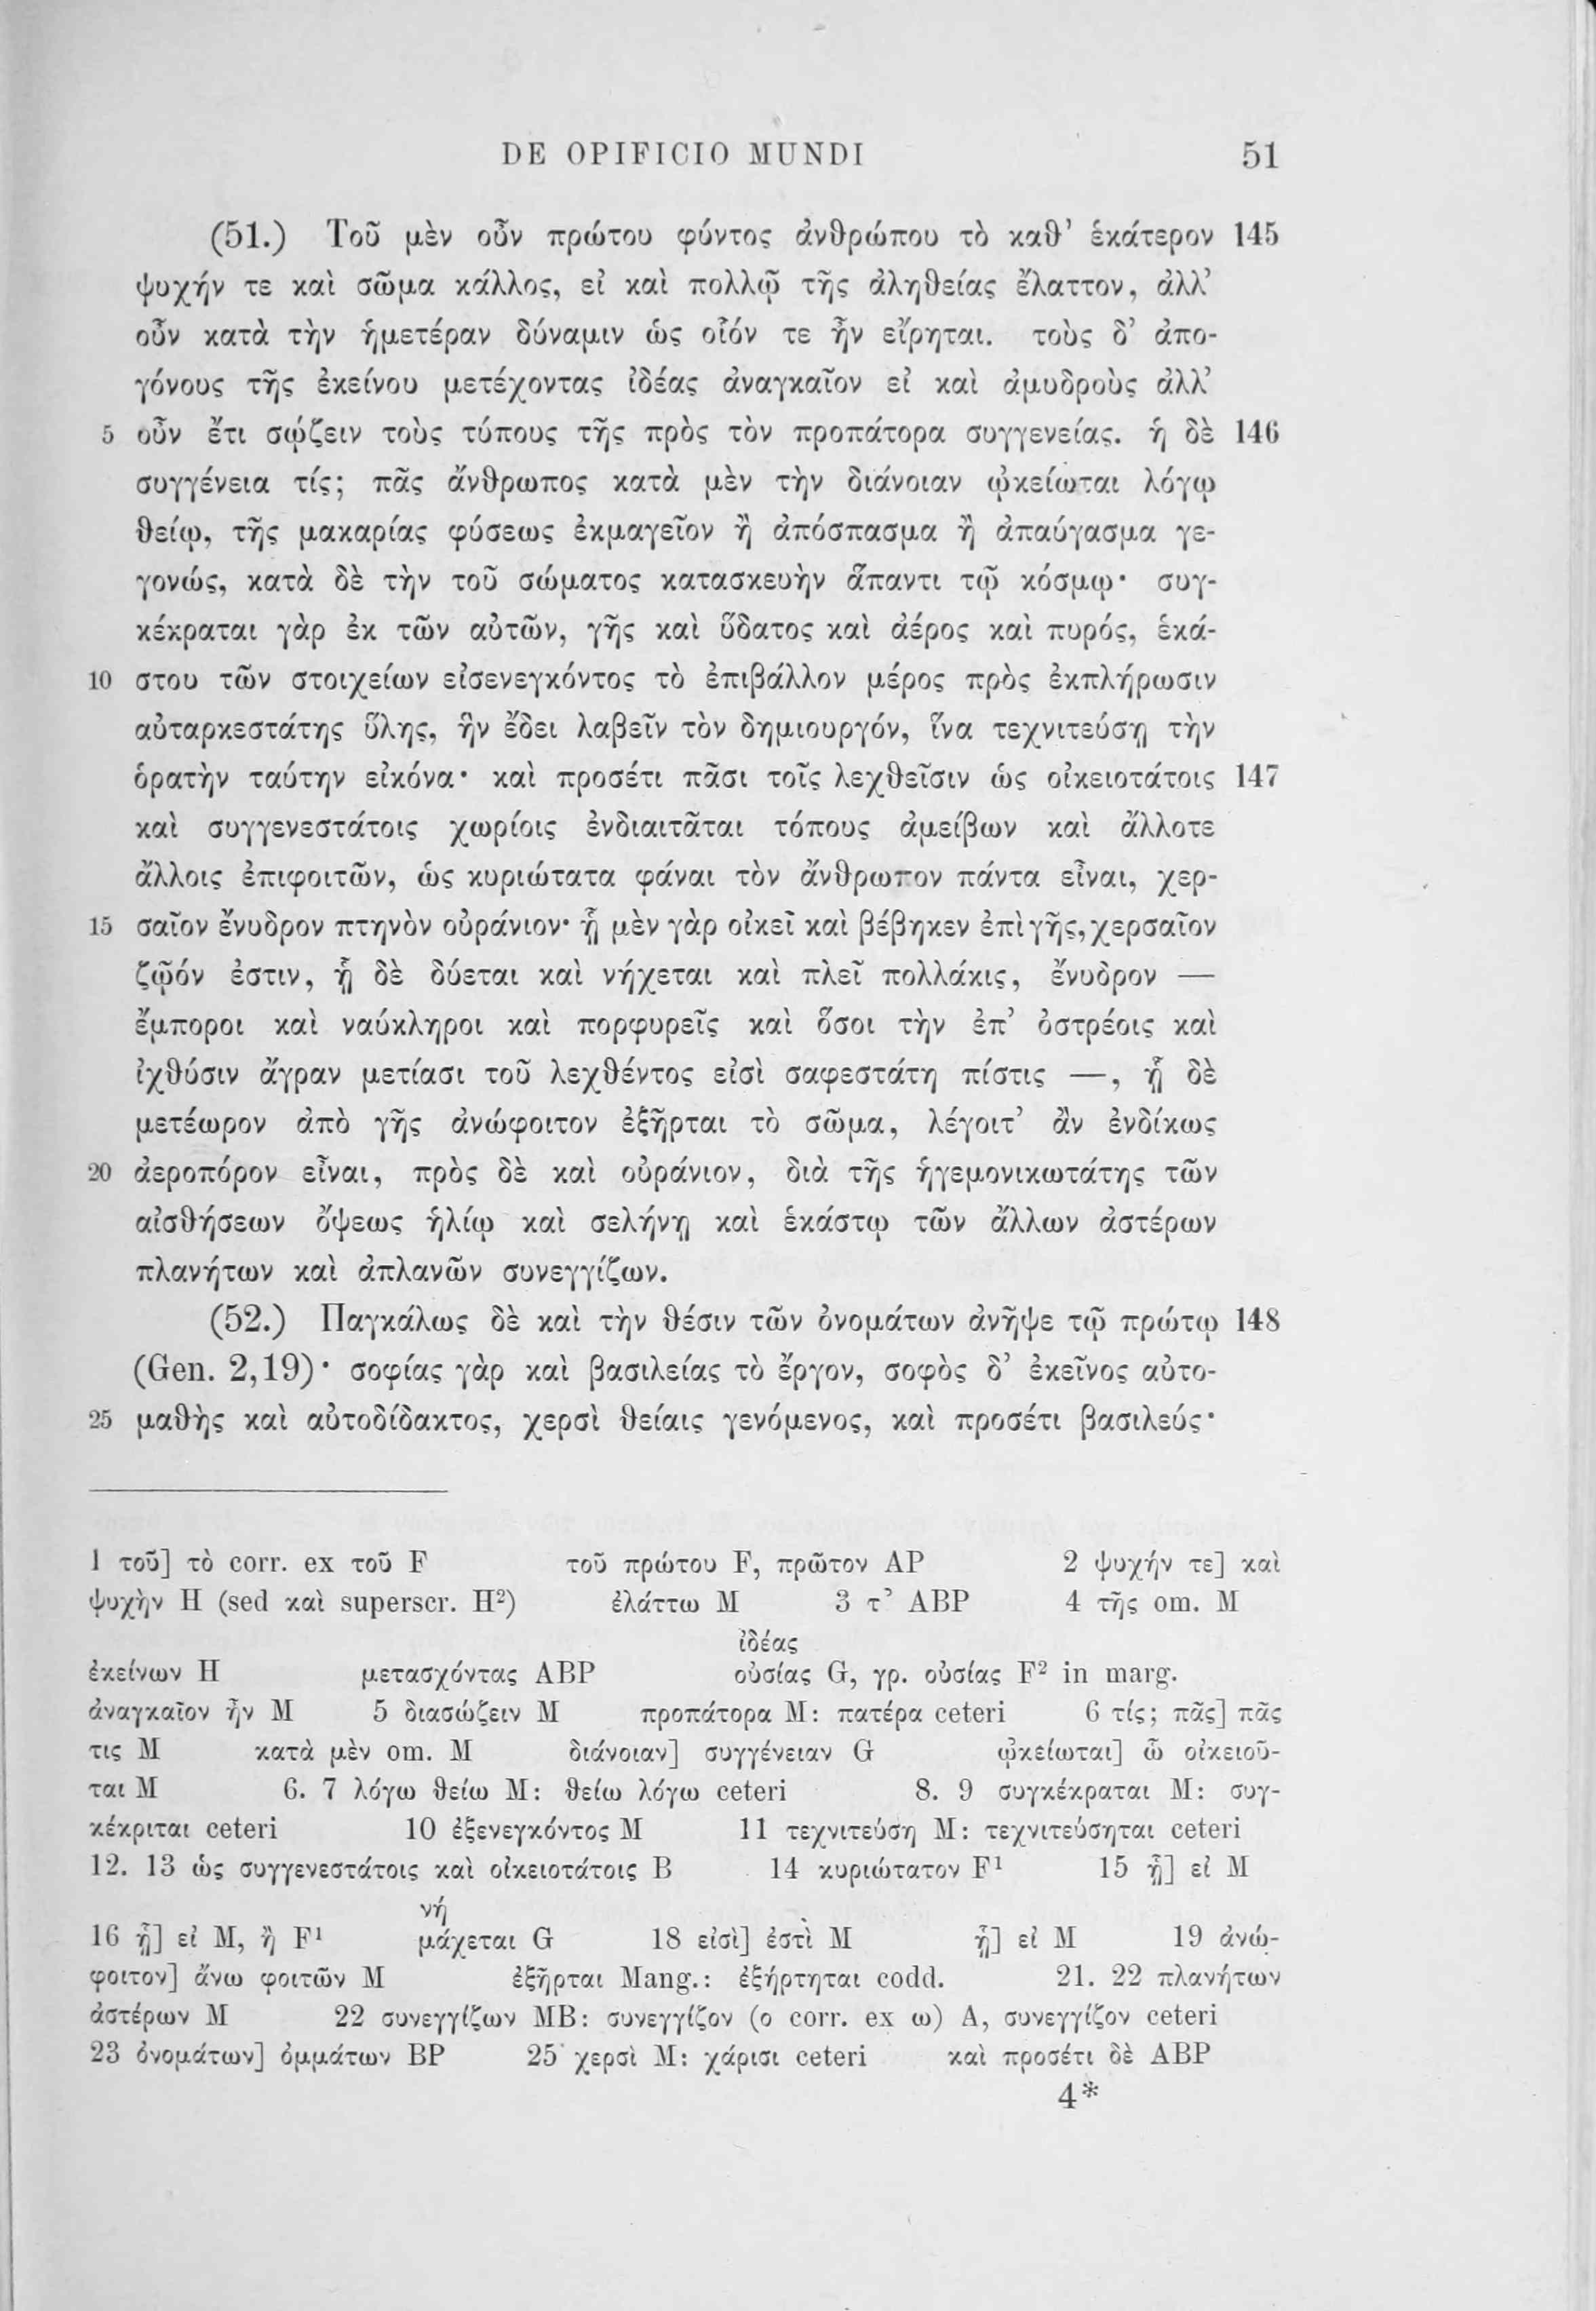 DE OPIFICIO MUNDI 51
(51.) Τοῦ μὲν οὖν πρώτου φύντος ἀνθρώπου τὸ καθ’ ἑκάτερον 145
ψυχήν τε καὶ σῶμα κάλλος, εἰ καὶ πολλῷ τῆς ἀληθείας ἔλαττον, ἀλλ’
οὖν κατὰ τὴν ἡμετέραν δύναμιν ὡς οἷόν τε ἦν εἴρηται. τοὺς δ’ ἀπο-
γόνους τῆς ἐκείνου μετέχοντας ἰδέας ἀναγκαῖον εἰ καὶ ἀμυδροὺς ἀλλ’
5 οὖν ἔτι σῴζειν τοὺς τύπους τῆς πρὸς τὸν προπάτορα συγγενείας. ἡ δὲ 146
συγγένεια τίς; πᾶς ἄνθρωπος κατὰ μὲν τὴν διάνοιαν ᾠκείωται λόγῳ
θείῳ, τῆς μακαρίας φύσεως ἐκμαγεῖον ἢ ἀπόσπασμα ἢ ἀπαύγασμα γε-
γονώς, κατὰ δὲ τὴν τοῦ σώματος κατασκευὴν ἅπαντι τῷ κόσμῳ· συγ-
κέκραται γὰρ ἐκ τῶν αὐτῶν, γῆς καὶ ὕδατος καὶ ἀέρος καὶ πυρός, ἑκά-
10 στου τῶν στοιχείων εἰσενεγκόντος τὸ ἐπιβάλλον μέρος πρὸς ἐκπλήρωσιν
αὐταρκεστάτης ὕλης, ἣν ἔδει λαβεῖν τὸν δημιουργόν, ἵνα τεχνιτεύσῃ τὴν
ὁρατὴν ταύτην εἰκόνα· καὶ προσέτι πᾶσι τοῖς λεχθεῖσιν ὡς οἰκειοτάτοις 147
καὶ συγγενεστάτοις χωρίοις ἐνδιαιτᾶται τόπους ἀμείβων καὶ ἄλλοτε
ἄλλοις ἐπιφοιτῶν, ὡς κυριώτατα φάναι τὸν ἄνθρωπον πάντα εἶναι, χερ-
15 σαῖον ἔνυδρον πτηνὸν οὐράνιον· ᾗ μὲν γὰρ οἰκεῖ καὶ βέβηκεν ἐπὶ γῆς, χερσαῖον
ζῷόν ἐστιν, ᾗ δὲ δύεται καὶ νήχεται καὶ πλεῖ πολλάκις, ἔνυδρον —
ἔμποροι καὶ ναύκληροι καὶ πορφυρεῖς καὶ ὅσοι τὴν ἐπ’ ὀστρέοις καὶ
ἰχθύσιν ἄγραν μετίασι τοῦ λεχθέντος εἰσὶ σαφεστάτη πίστις —, ᾗ δὲ
μετέωρον ἀπὸ γῆς ἀνώφοιτον ἐξῆρται τὸ σῶμα, λέγοιτ’ ἂν ἐνδίκως
20 ἀεροπόρον εἶναι, πρὸς δὲ καὶ οὐράνιον, διὰ τῆς ἡγεμονικωτάτης τῶν
αἰσθήσεων ὄψεως ἡλίῳ καὶ σελήνῃ καὶ ἑκάστῳ τῶν ἄλλων ἀστέρων
πλανήτων καὶ ἀπλανῶν συνεγγίζων.
(52.) Παγκάλως δὲ καὶ τὴν θέσιν τῶν ὀνομάτων ἀνῆψε τῷ πρώτῳ 148
(Gen. 2,19)· σοφίας γὰρ καὶ βασιλείας τὸ ἔργον, σοφὸς δ’ ἐκεῖνος αὐτο-
25 μαθὴς καὶ αὐτοδίδακτος, χερσὶ θείαις γενόμενος, καὶ προσέτι βασιλεύς·
1 τοῦ] τὸ corr. ex τοῦ F τοῦ πρώτου F, πρῶτον AP 2 ψυχήν τε] καὶ
ψυχὴν H (sed καὶ superscr. H²) ἐλάττω M 3 τ’ ABP 4 τῆς om. M
ἰδέας
ἐκείνων H μετασχόντας ABP οὐσίας G, γρ. οὐσίας F² in marg.
ἀναγκαῖον ἦν M 5 διασώζειν M προπάτορα M: πατέρα ceteri 6 τίς; πᾶς] πᾶς
τις M κατὰ μὲν om. M διάνοιαν] συγγένειαν G ᾠκείωται] ὦ οἰκειοῦ-
ται M 6. 7 λόγω θείω M: θείω λόγω ceteri 8. 9 συγκέκραται M: συγ-
κέκριται ceteri 10 ἐξενεγκόντος M 11 τεχνιτεύσῃ M: τεχνιτεύσηται ceteri
12. 13 ὡς συγγενεστάτοις καὶ οἰκειοτάτοις B 14 κυριώτατον F¹ 15 ᾗ] εἰ M
νή
16 ᾗ] εἰ M, ἢ F¹ μάχεται G 18 εἰσὶ] ἐστὶ M ᾗ] εἰ M 19 ἀνώ-
φοιτον] ἄνω φοιτῶν M ἐξῆρται Mang.: ἐξήρτηται codd. 21. 22 πλανήτων
ἀστέρων M 22 συνεγγίζων MB: συνεγγίζον (ο corr. ex ω) A, συνεγγίζον ceteri
23 ὀνομάτων] ὀμμάτων BP 25 χερσὶ M: χάρισι ceteri καὶ προσέτι δὲ ABP
4*